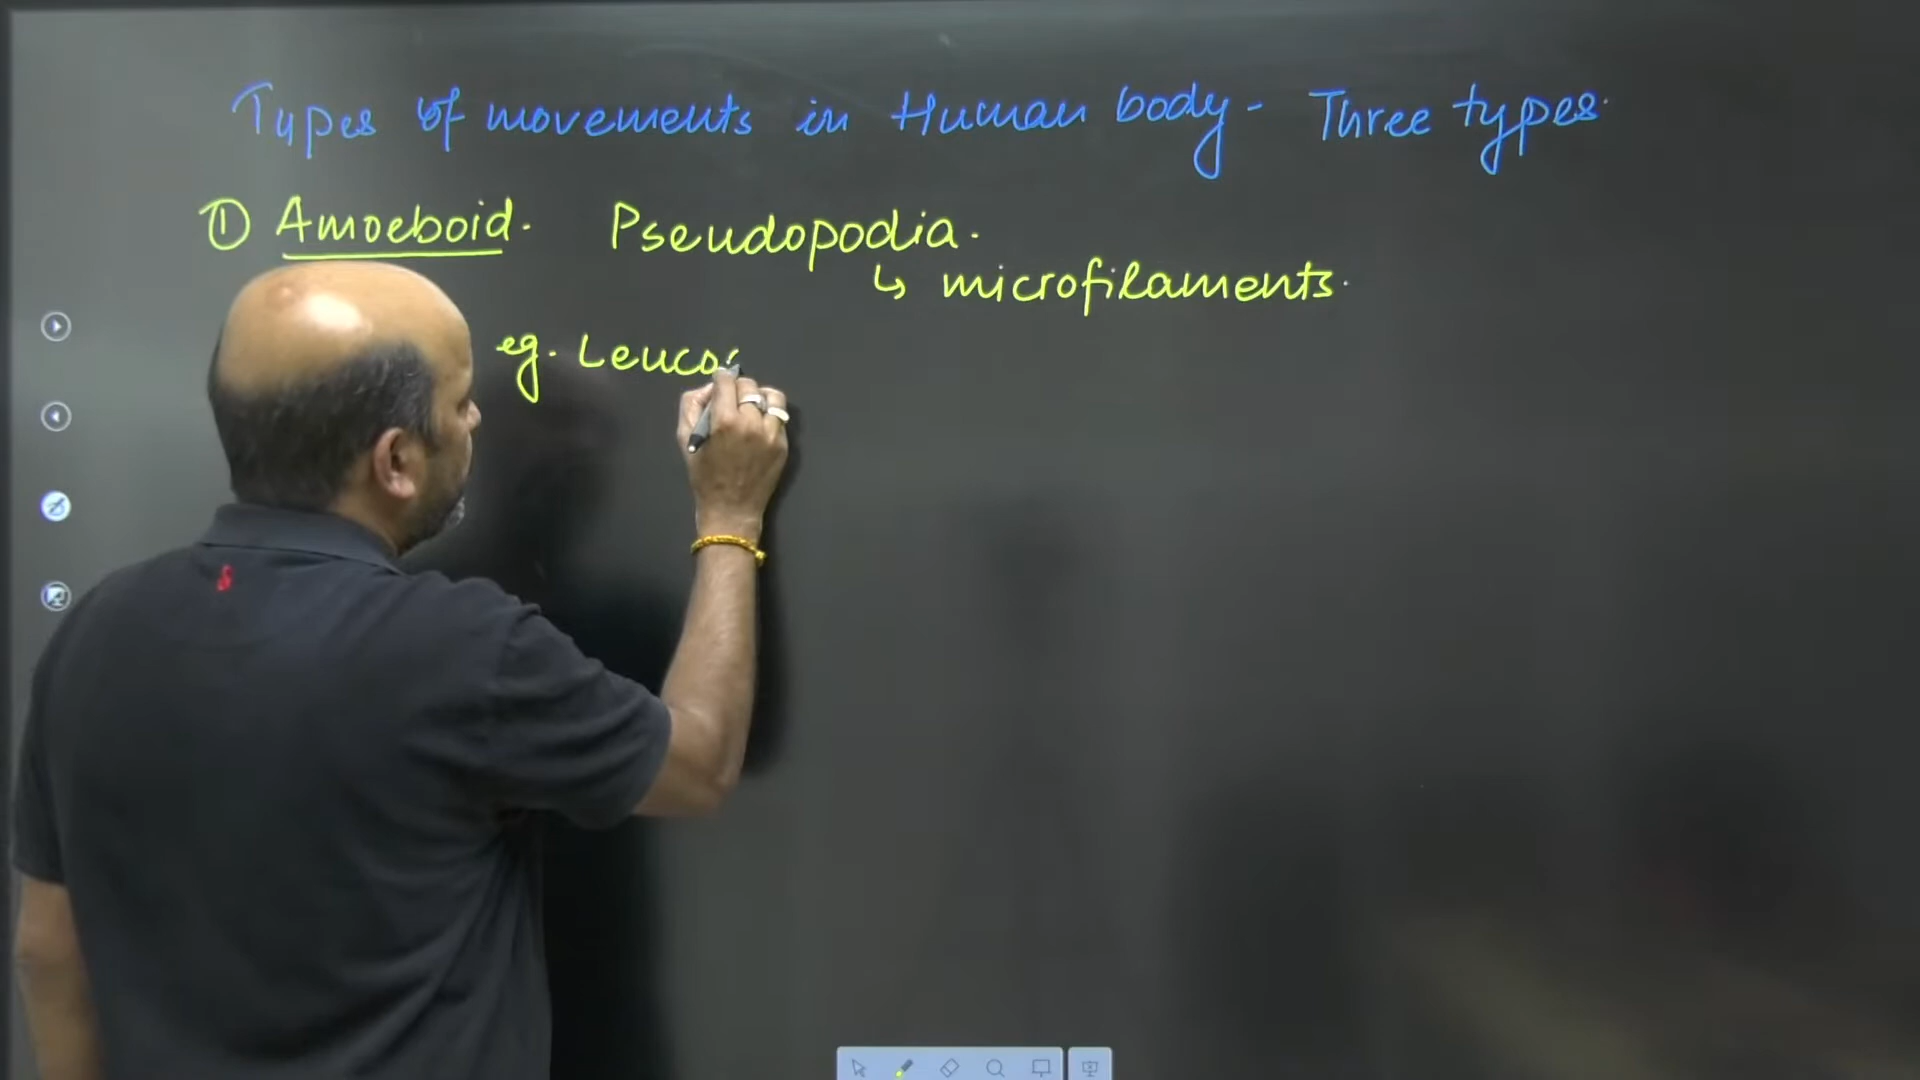 Types of movements in Human body - Three types.
① Amoeboid. Pseudopodia.
↳ microfilaments.
eg. Leuco